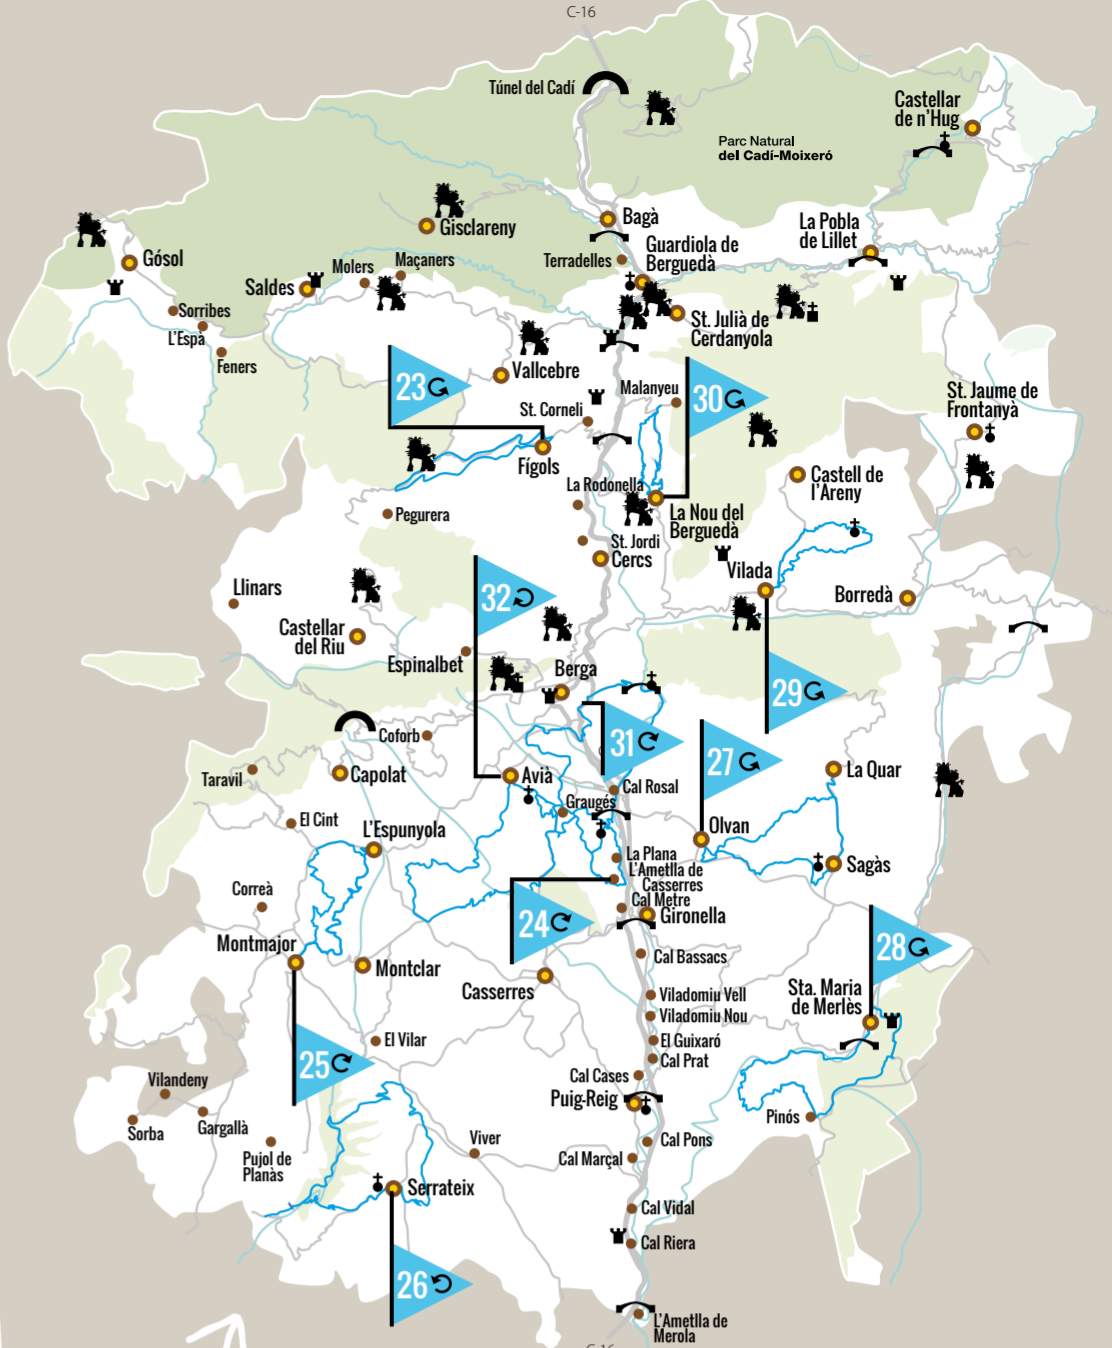 C-16
Túnel del Cadí
Castellar
de n'Hug
Parc Natural
del Cadí-Moixeró
Bagà
La Pobla
de Lillet
Gisclareny
Guardiola de
Berguedà
Terradelles
Gósol
Molers
Maçaners
Saldes
Sorribes
L'Espà
St. Julià de
Cerdanyola
Feners
Vallcebre
23
Malanyeu
30
St. Jaume de
Frontanyà
St. Corneli
Fígols
Castell de
l'Areny
La Rodonella
La Nou del
Berguedà
Pegurera
St. Jordi
Cercs
Vilada
Borredà
32
Llinars
Castellar
del Riu
Espinalbet
Berga
29
Coforb
31
27
Taravil
Capolat
Avià
La Quar
Cal Rosal
Graugés
El Cint
L'Espunyola
Olvan
La Plana
L'Ametlla de
Casserres
Sagàs
Correà
Cal Metre
Gironella
24
28
Montmajor
Montclar
Cal Bassacs
Casserres
Viladomiu Vell
Viladomiu Nou
Sta. Maria
de Merlès
El Vilar
El Guixaró
Cal Prat
25
Cal Cases
Vilandeny
Puig-Reig
Sorba
Gargallà
Pinós
Pujol de
Planàs
Viver
Cal Pons
Cal Marçal
Serrateix
Cal Vidal
Cal Riera
26
L'Ametlla de
Merola
C-16